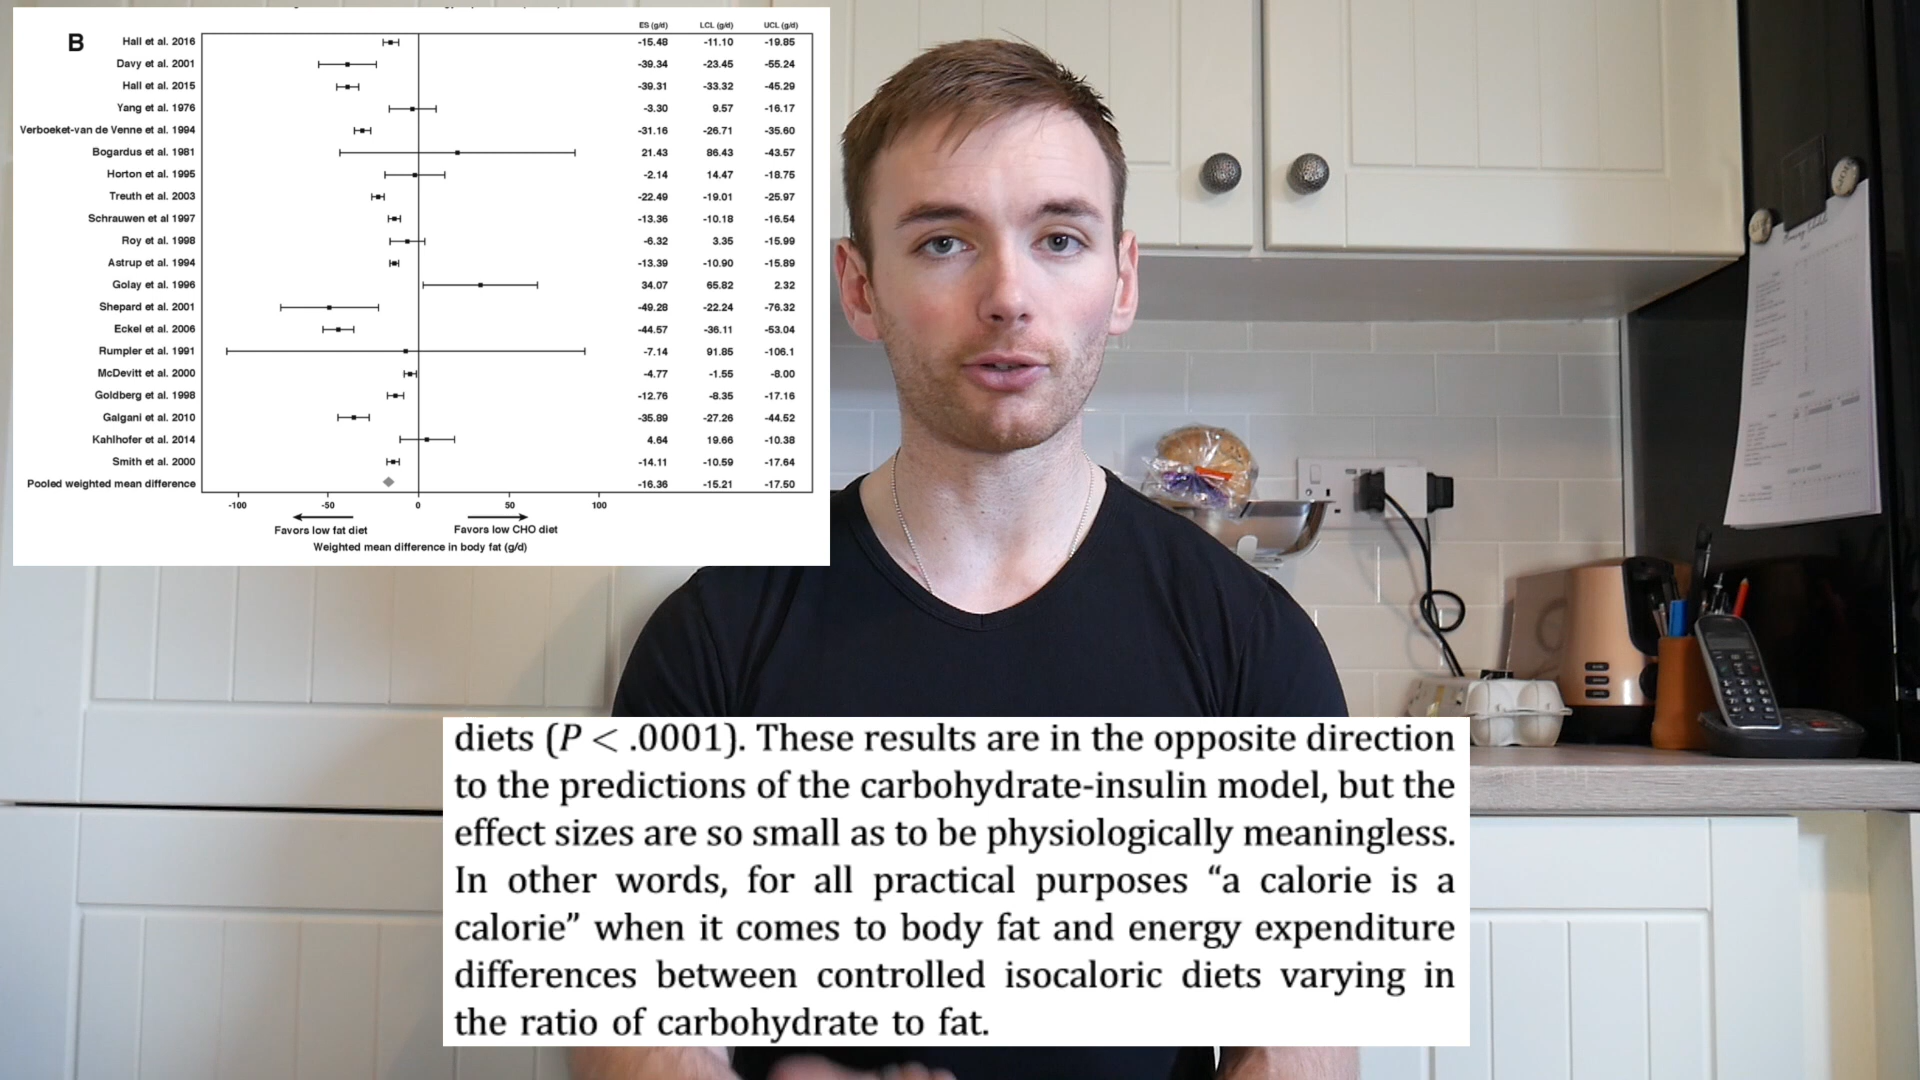 B
ES (g/d) LCL (g/d) UCL (g/d)
Hall et al. 2016 -15.48 -11.10 -19.85
Davy et al. 2001 -39.34 -23.45 -55.24
Hall et al. 2015 -39.31 -33.32 -45.29
Yang et al. 1976 -3.30 9.57 -16.17
Verboeket-van de Venne et al. 1994 -31.16 -26.71 -35.60
Bogardus et al. 1981 21.43 86.43 -43.57
Horton et al. 1995 -2.14 14.47 -18.75
Treuth et al. 2003 -22.49 -19.01 -25.97
Schrauwen et al 1997 -13.36 -10.18 -16.54
Roy et al. 1998 -6.32 3.35 -15.99
Astrup et al. 1994 -13.39 -10.90 -15.89
Golay et al. 1996 34.07 65.82 2.32
Shepard et al. 2001 -49.28 -22.24 -76.32
Eckel et al. 2006 -44.57 -36.11 -53.04
Rumpler et al. 1991 -7.14 91.85 -106.1
McDevitt et al. 2000 -4.77 -1.55 -8.00
Goldberg et al. 1998 -12.76 -8.35 -17.16
Galgani et al. 2010 -35.89 -27.26 -44.52
Kahlhofer et al. 2014 4.64 19.66 -10.38
Smith et al. 2000 -14.11 -10.59 -17.64
Pooled weighted mean difference -16.36 -15.21 -17.50
-100 -50 0 50 100
Favors low fat diet Favors low CHO diet
Weighted mean difference in body fat (g/d)
diets (P < .0001). These results are in the opposite direction
to the predictions of the carbohydrate-insulin model, but the
effect sizes are so small as to be physiologically meaningless.
In other words, for all practical purposes “a calorie is a
calorie” when it comes to body fat and energy expenditure
differences between controlled isocaloric diets varying in
the ratio of carbohydrate to fat.